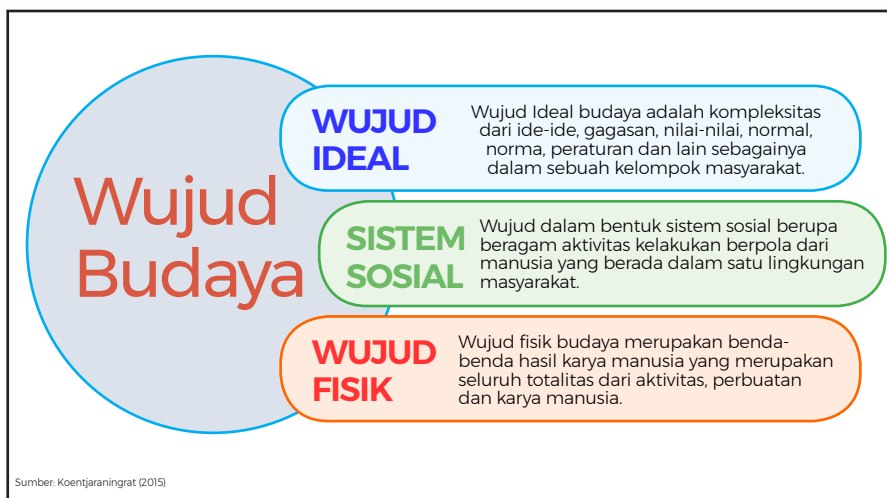 Wujud
Budaya
WUJUD
IDEAL
Wujud Ideal budaya adalah kompleksitas
dari ide-ide, gagasan, nilai-nilai, normal,
norma, peraturan dan lain sebagainya
dalam sebuah kelompok masyarakat.
SISTEM
SOSIAL
Wujud dalam bentuk sistem sosial berupa
beragam aktivitas kelakukan berpola dari
manusia yang berada dalam satu lingkungan
masyarakat.
WUJUD
FISIK
Wujud fisik budaya merupakan benda-
benda hasil karya manusia yang merupakan
seluruh totalitas dari aktivitas, perbuatan
dan karya manusia.
Sumber: Koentjaraningrat (2015)